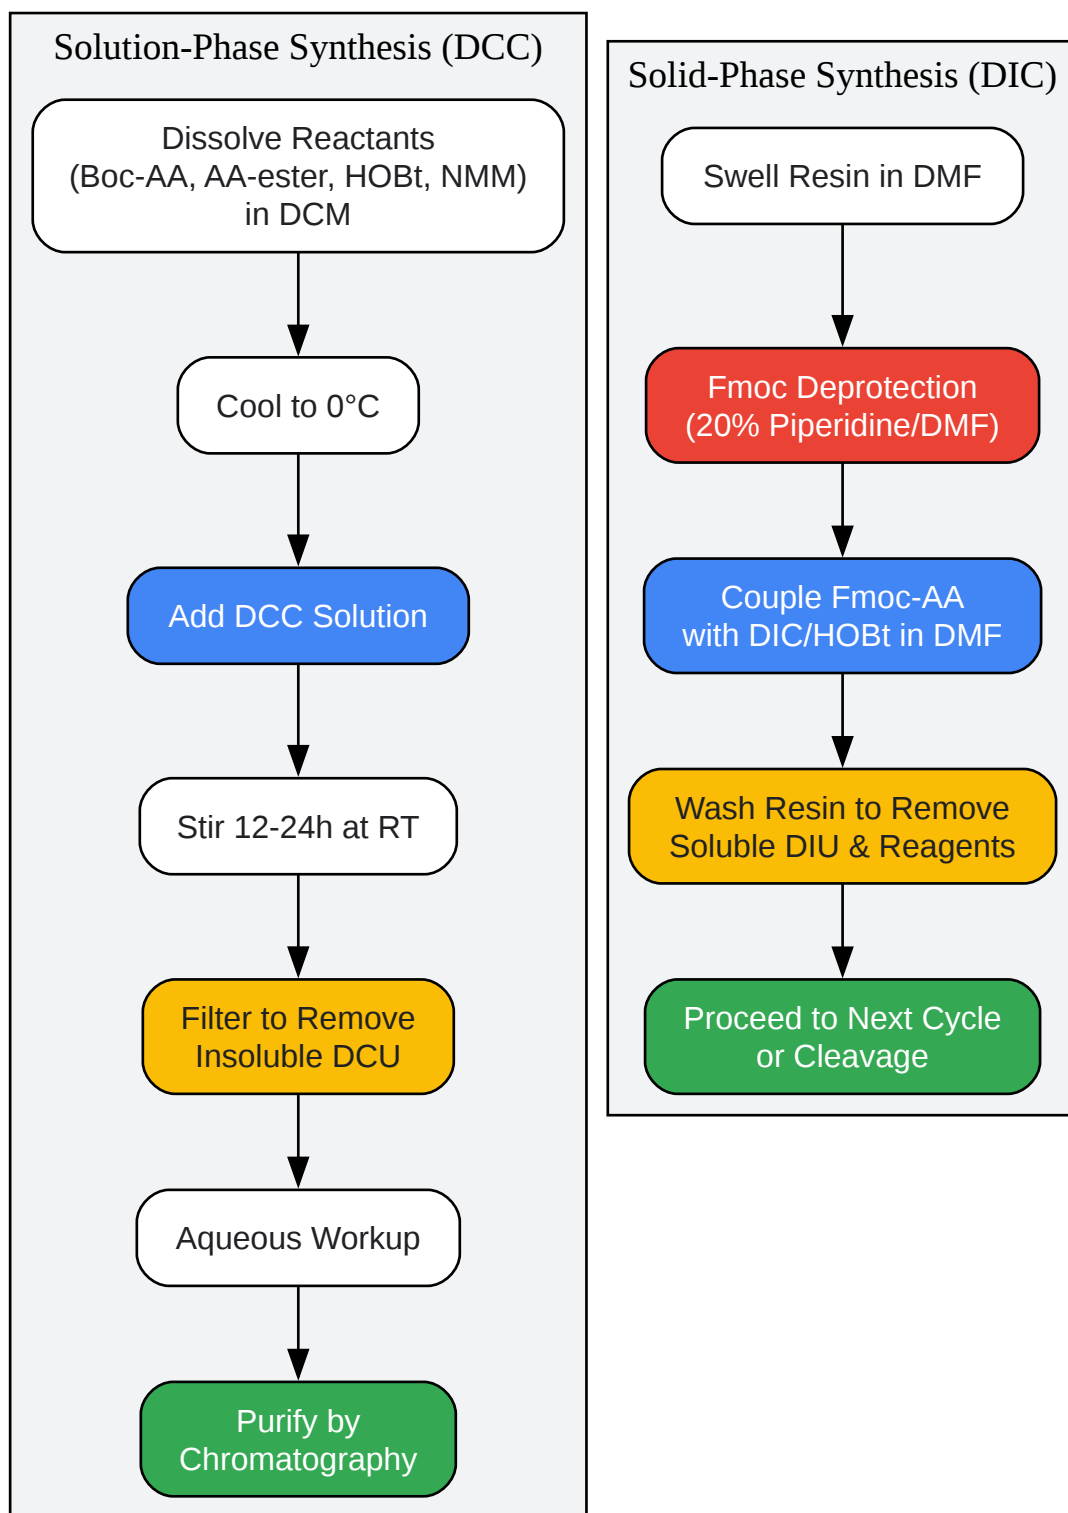 Solution-Phase Synthesis (DCC)
Dissolve Reactants
(Boc-AA, AA-ester, HOBt, NMM)
in DCM
Cool to 0°C
Add DCC Solution
Stir 12-24h at RT
Filter to Remove
Insoluble DCU
Aqueous Workup
Purify by
Chromatography
Solid-Phase Synthesis (DIC)
Swell Resin in DMF
Fmoc Deprotection
(20% Piperidine/DMF)
Couple Fmoc-AA
with DIC/HOBt in DMF
Wash Resin to Remove
Soluble DIU & Reagents
Proceed to Next Cycle
or Cleavage